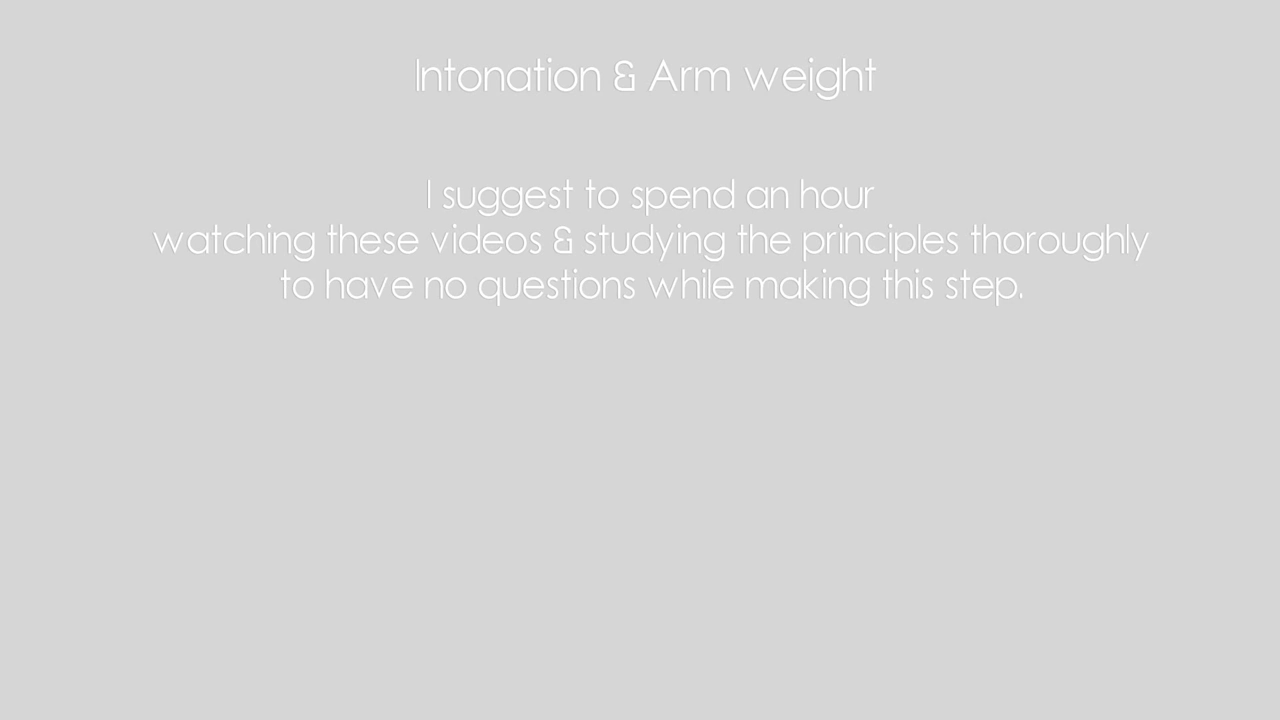 Intonation & Arm weight
I suggest to spend an hour
watching these videos & studying the principles thoroughly
to have no questions while making this step.